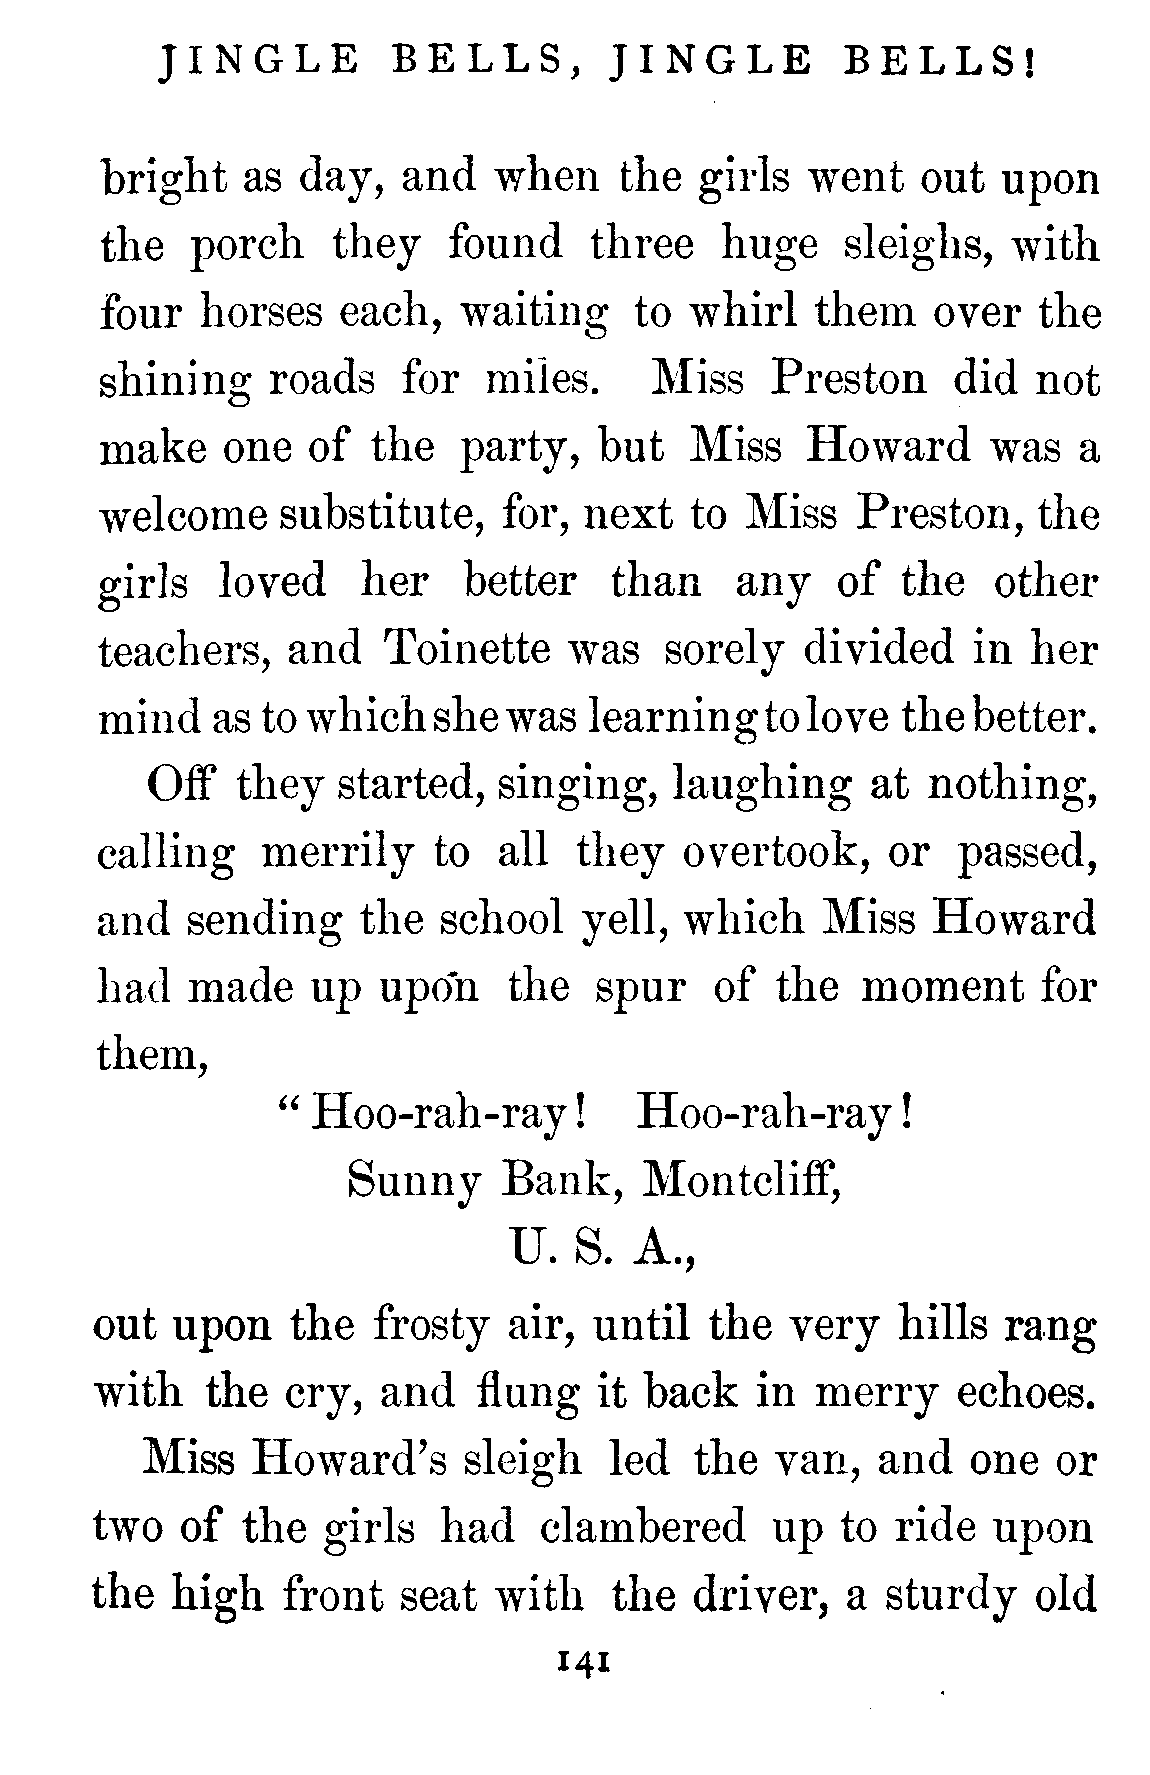 JINGLE BELLS, JINGLE BELLS!
bright as day, and when the girls went out upon
the porch they found three huge sleighs, with
four horses each, waiting to whirl them over the
shining roads for miles. Miss Preston did not
make one of the party, but Miss Howard was a
welcome substitute, for, next to Miss Preston, the
girls loved her better than any of the other
teachers, and Toinette was sorely divided in her
mind as to which she was learning to love the better.
Off they started, singing, laughing at nothing,
calling merrily to all they overtook, or passed,
and sending the school yell, which Miss Howard
had made up upon the spur of the moment for
them,
“Hoo-rah-ray! Hoo-rah-ray!
Sunny Bank, Montcliff,
U. S. A.,
out upon the frosty air, until the very hills rang
with the cry, and flung it back in merry echoes.
Miss Howard’s sleigh led the van, and one or
two of the girls had clambered up to ride upon
the high front seat with the driver, a sturdy old
141